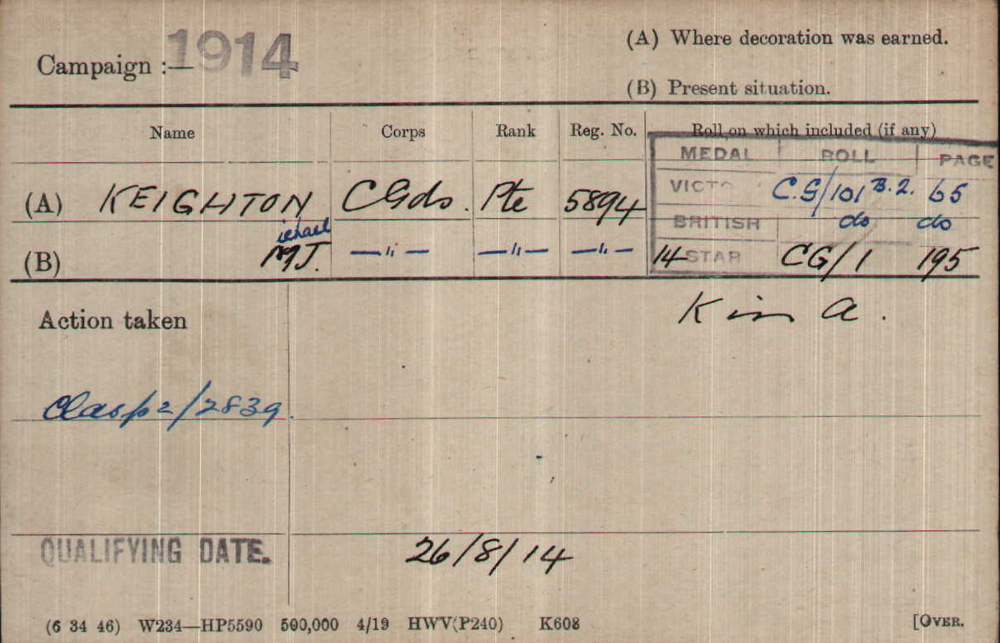 Campaign :— 1914
(A) Where decoration was earned.
(B) Present situation.
Name Corps Rank Reg. No. Roll on which included (if any)
MEDAL ROLL PAGE
(A) KEIGHTON C Gds. Pte 5894 VICTO C.G/101 B.2. 65
ichael BRITISH do do
(B) M J. —"— —"— —"— 14 STAR CG/1 195
Action taken
K in a.
Clasp 2/2839.
QUALIFYING DATE. 26/8/14
(6 34 46) W234—HP5590 500,000 4/19 HWV(P240) K608 [OVER.